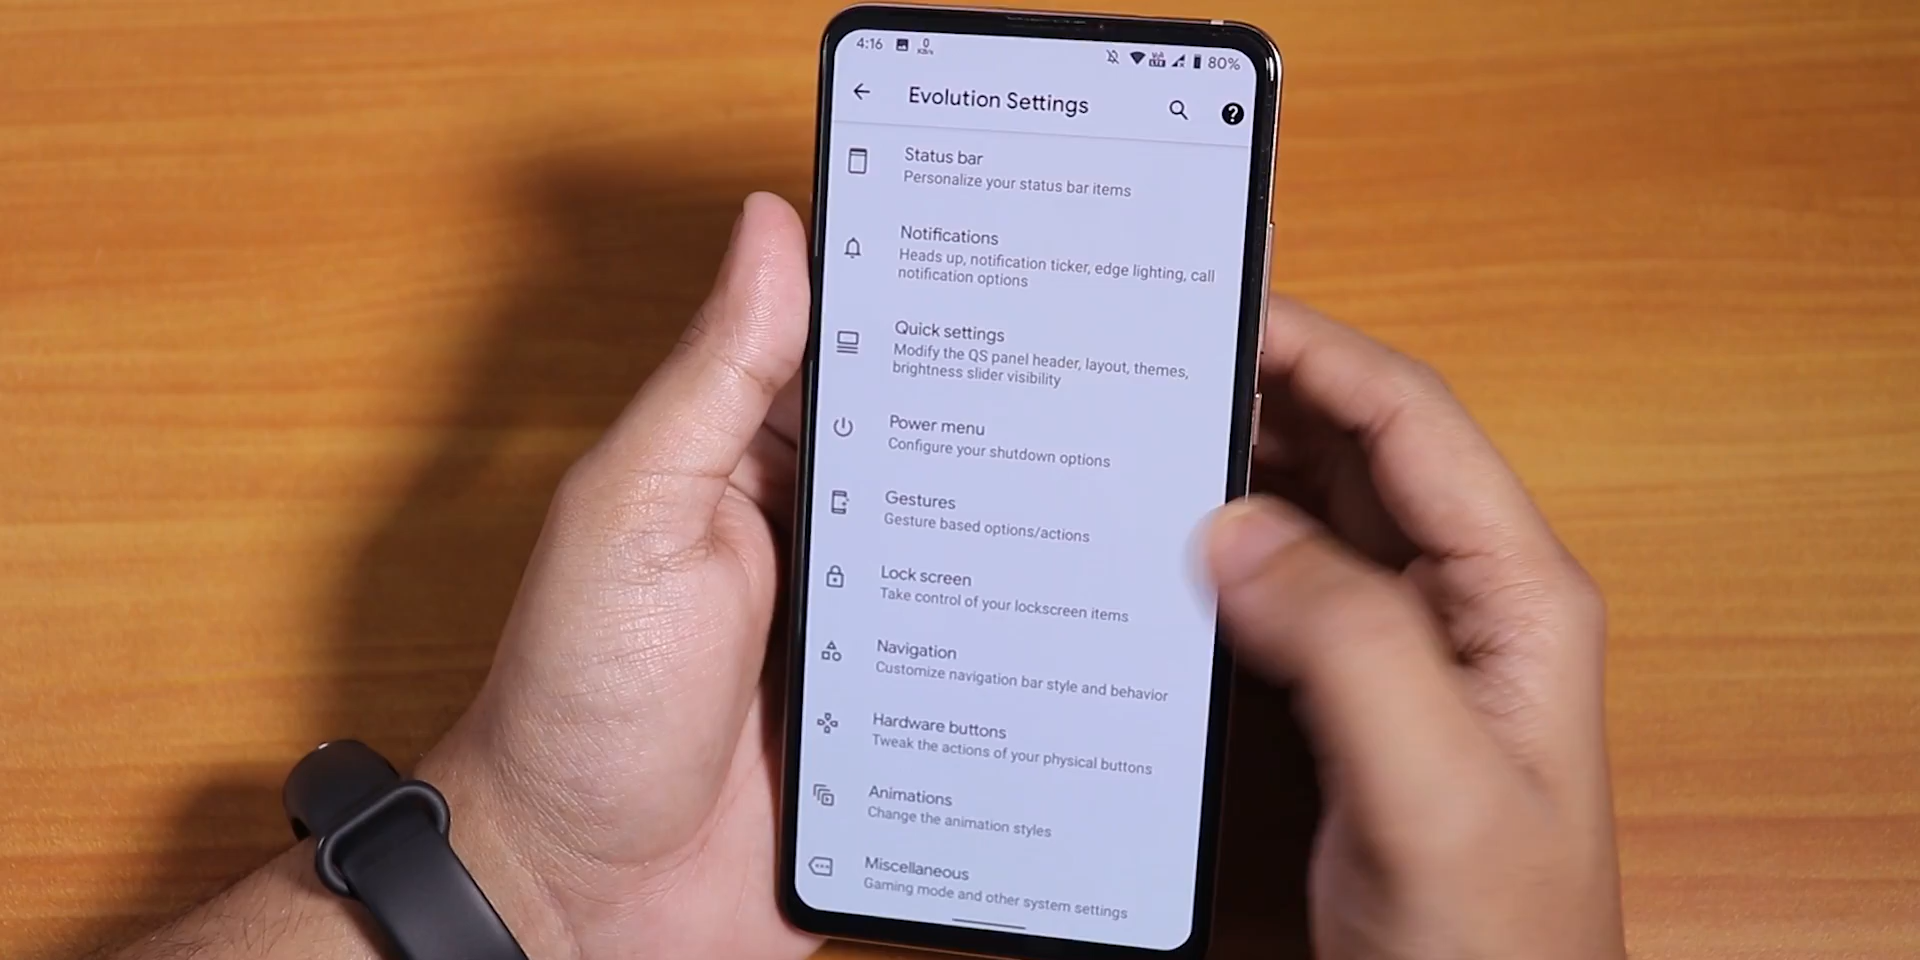 4:16 0 KB/s Vo LTE 80%
Evolution Settings
Status bar
Personalize your status bar items
Notifications
Heads up, notification ticker, edge lighting, call
notification options
Quick settings
Modify the QS panel header, layout, themes,
brightness slider visibility
Power menu
Configure your shutdown options
Gestures
Gesture based options/actions
Lock screen
Take control of your lockscreen items
Navigation
Customize navigation bar style and behavior
Hardware buttons
Tweak the actions of your physical buttons
Animations
Change the animation styles
Miscellaneous
Gaming mode and other system settings